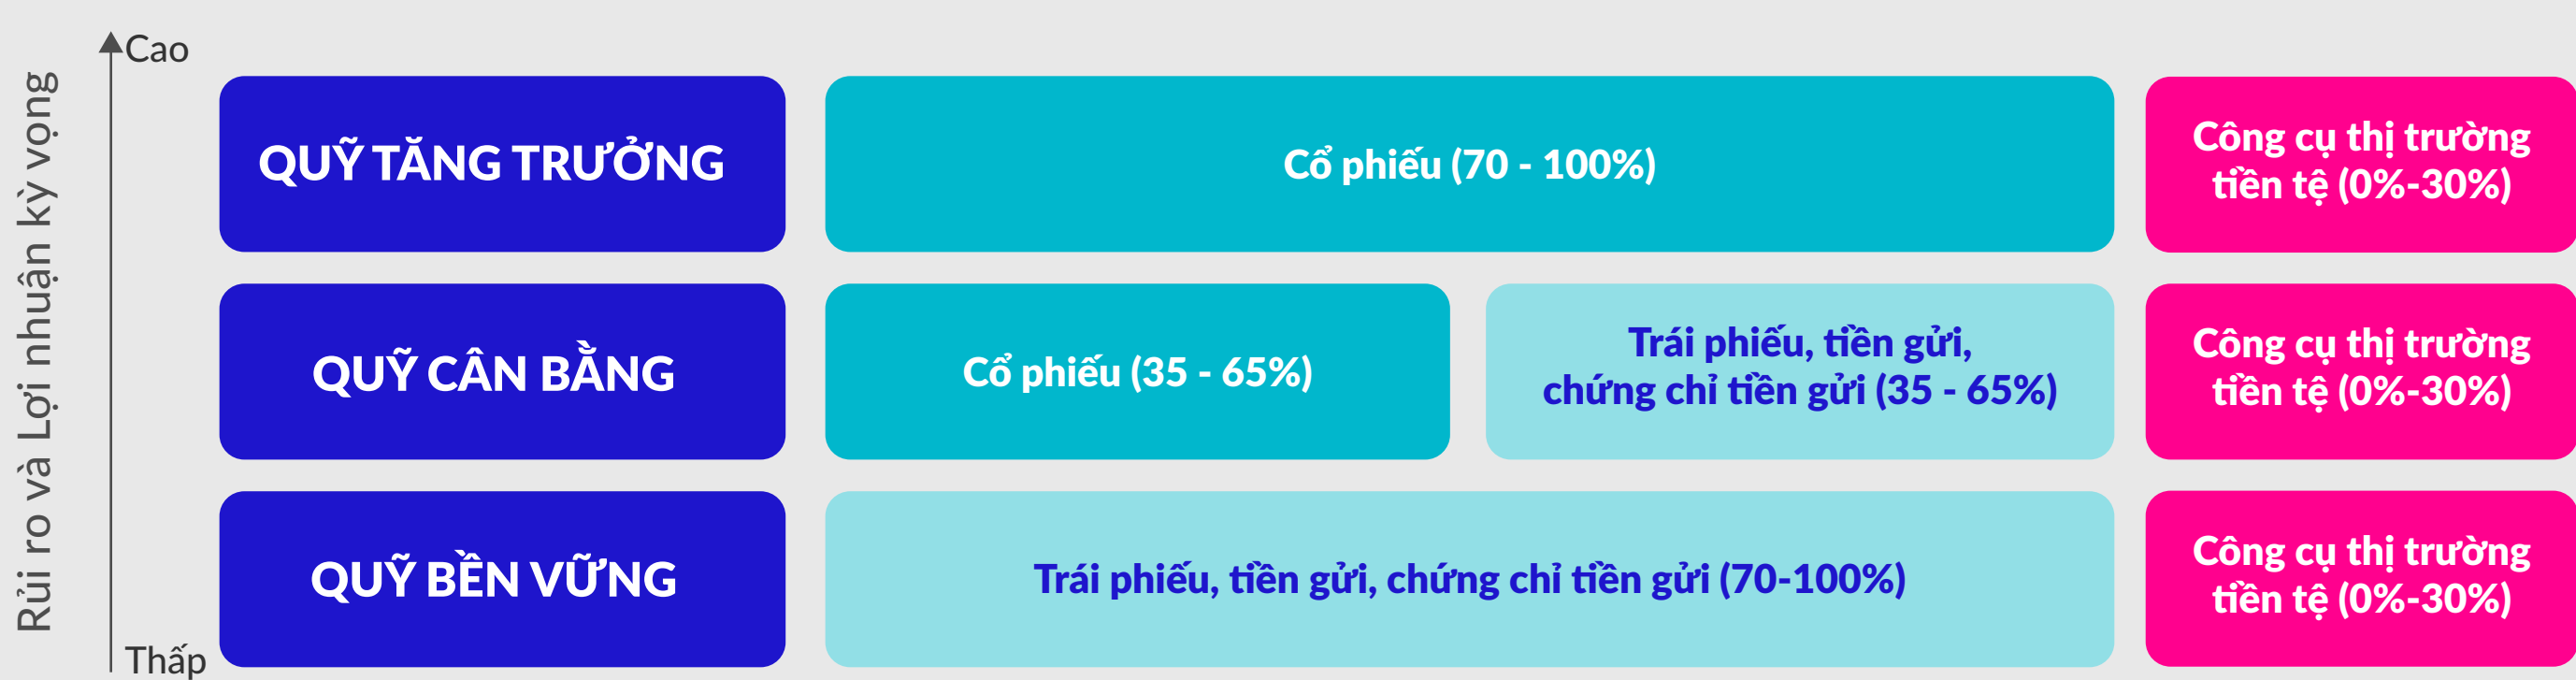 Rủi ro và Lợi nhuận kỳ vọng
Cao
QUỸ TĂNG TRƯỞNG
Cổ phiếu (70 - 100%)
Công cụ thị trường
tiền tệ (0%-30%)
QUỸ CÂN BẰNG
Cổ phiếu (35 - 65%)
Trái phiếu, tiền gửi,
chứng chỉ tiền gửi (35 - 65%)
Công cụ thị trường
tiền tệ (0%-30%)
QUỸ BỀN VỮNG
Trái phiếu, tiền gửi, chứng chỉ tiền gửi (70-100%)
Công cụ thị trường
tiền tệ (0%-30%)
Thấp